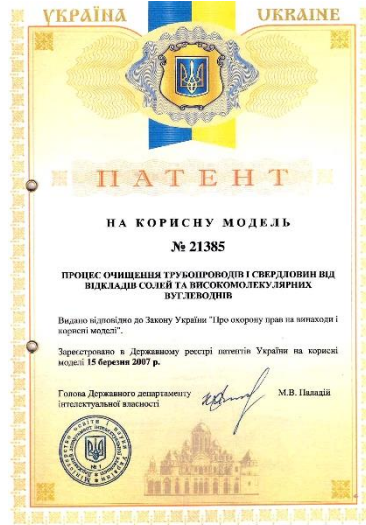 УКРАЇНА
UKRAINE
ПАТЕНТ
НА КОРИСНУ МОДЕЛЬ
№ 21385
ПРОЦЕС ОЧИЩЕННЯ ТРУБОПРОВОДІВ І СВЕРДЛОВИН ВІД
ВІДКЛАДІВ СОЛЕЙ ТА ВИСОКОМОЛЕКУЛЯРНИХ
ВУГЛЕВОДНІВ
Видано відповідно до Закону України "Про охорону прав на винаходи і
корисні моделі".
Зареєстровано в Державному реєстрі патентів України на корисні
моделі 15 березня 2007 р.
Голова Державного департаменту
інтелектуальної власності
М.В. Паладій
№ 1